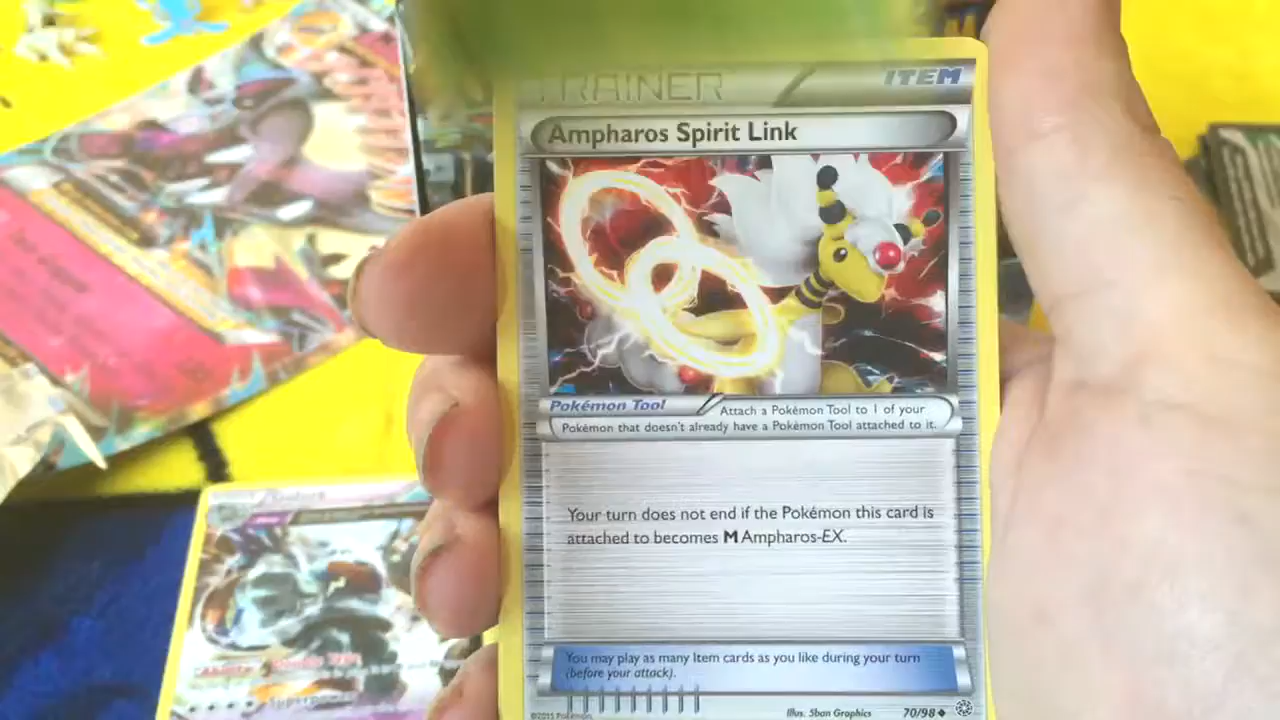 TRAINER
ITEM
Ampharos Spirit Link
Pokémon Tool
Attach a Pokémon Tool to 1 of your
Pokémon that doesn't already have a Pokémon Tool attached to it.
Your turn does not end if the Pokémon this card is
attached to becomes M Ampharos-EX.
You may play as many Item cards as you like during your turn
(before your attack).
©2015 Pokémon
Illus. 5ban Graphics
70/98